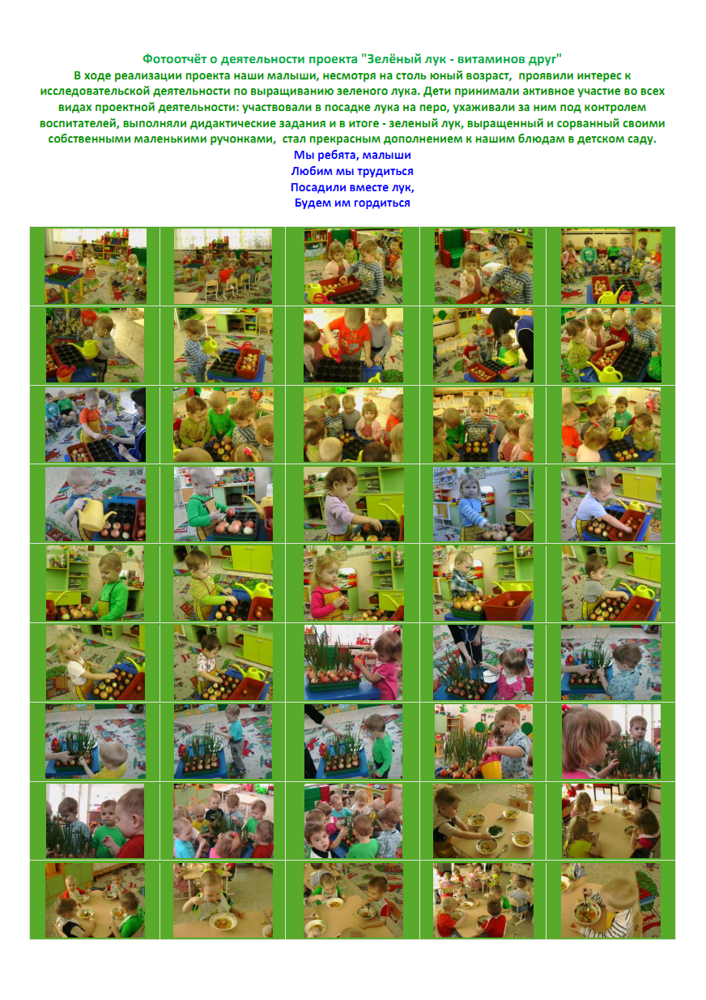 Фотоотчёт о деятельности проекта "Зелёный лук - витаминов друг"
В ходе реализации проекта наши малыши, несмотря на столь юный возраст, проявили интерес к
исследовательской деятельности по выращиванию зеленого лука. Дети принимали активное участие во всех
видах проектной деятельности: участвовали в посадке лука на перо, ухаживали за ним под контролем
воспитателей, выполняли дидактические задания и в итоге - зеленый лук, выращенный и сорванный своими
собственными маленькими ручонками, стал прекрасным дополнением к нашим блюдам в детском саду.
Мы ребята, малыши
Любим мы трудиться
Посадили вместе лук,
Будем им гордиться